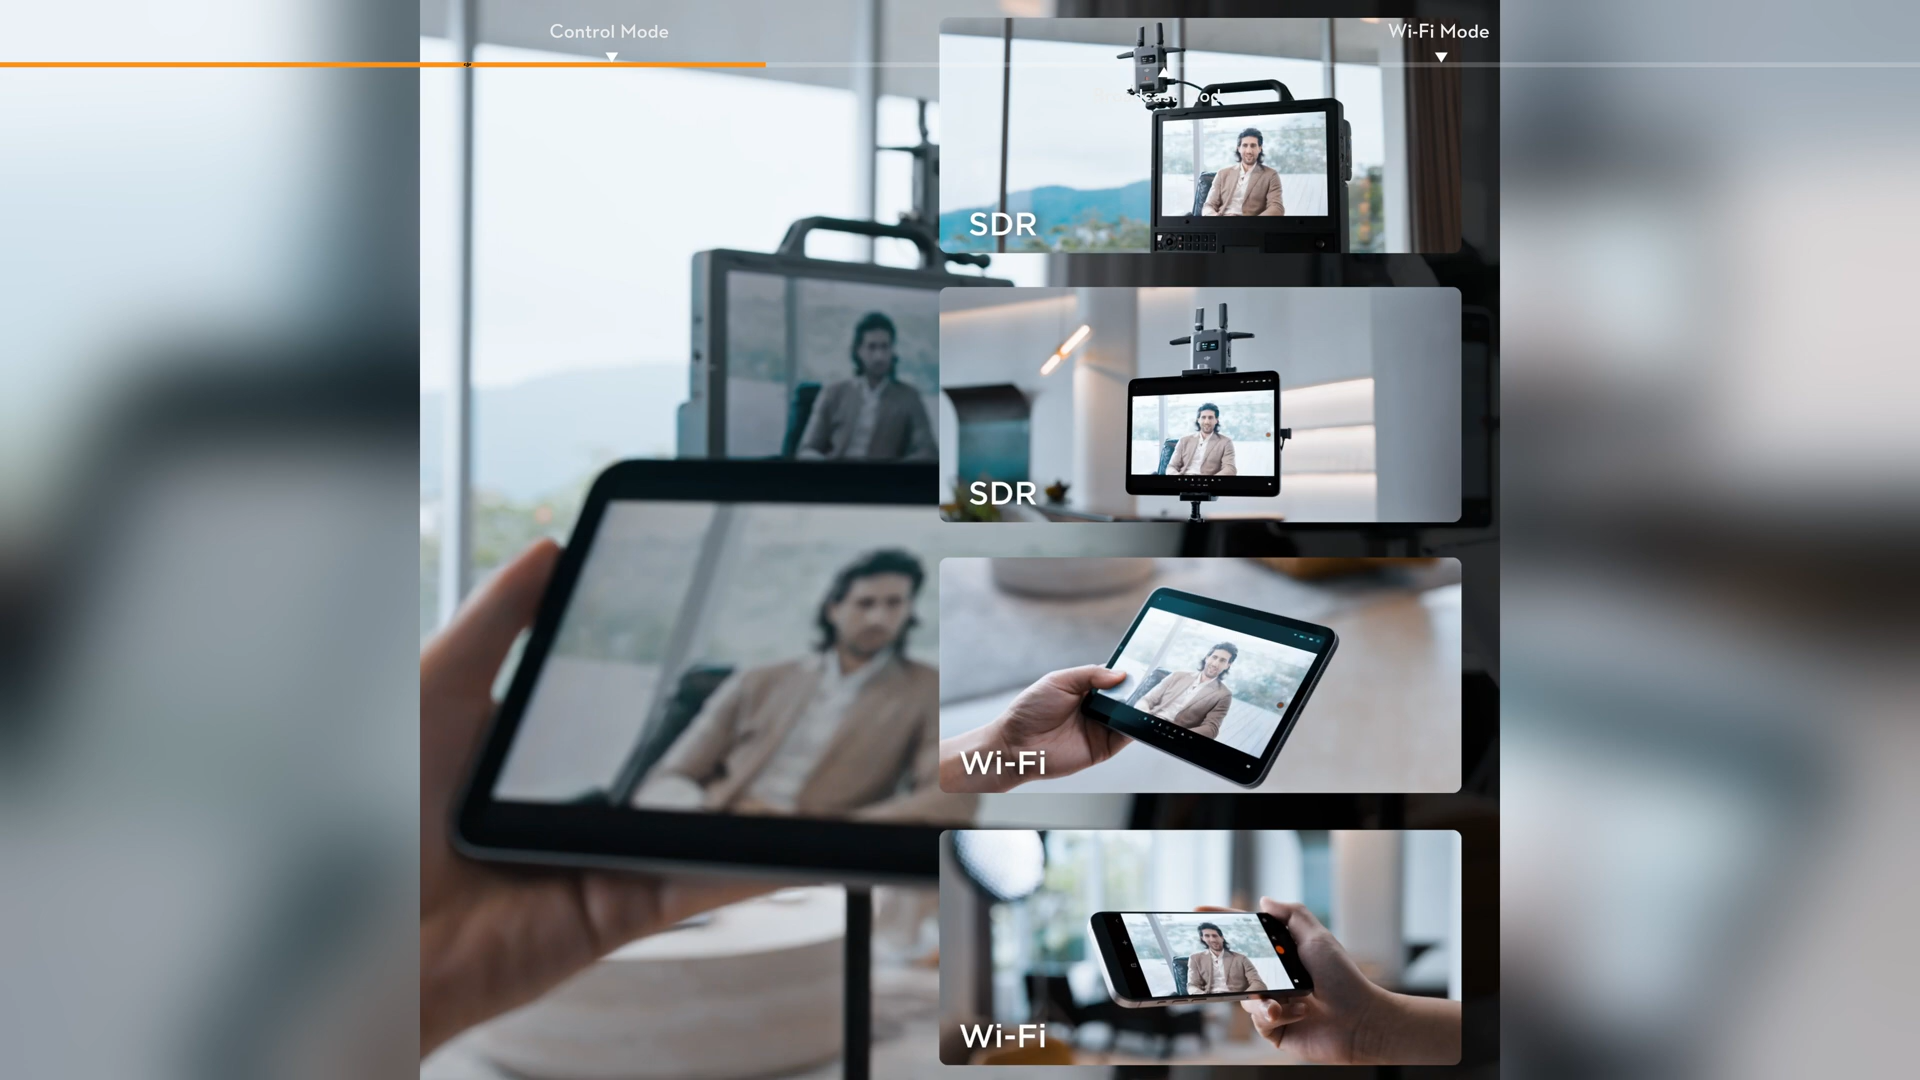 Control Mode
Wi-Fi Mode
SDR
SDR
Wi-Fi
Wi-Fi